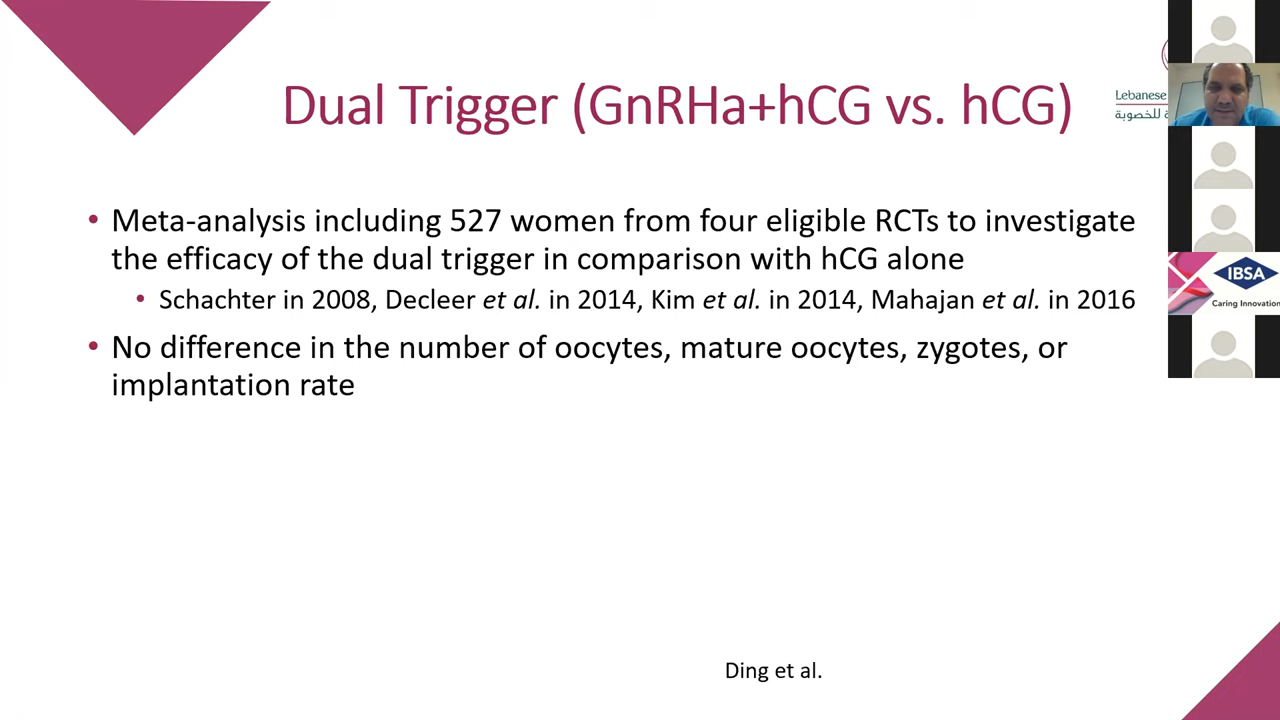 Dual Trigger (GnRHa+hCG vs. hCG)
Lebanese
للخصوبة
• Meta-analysis including 527 women from four eligible RCTs to investigate
the efficacy of the dual trigger in comparison with hCG alone
• Schachter in 2008, Decleer et al. in 2014, Kim et al. in 2014, Mahajan et al. in 2016
• No difference in the number of oocytes, mature oocytes, zygotes, or
implantation rate
IBSA
Caring Innovation
Ding et al.